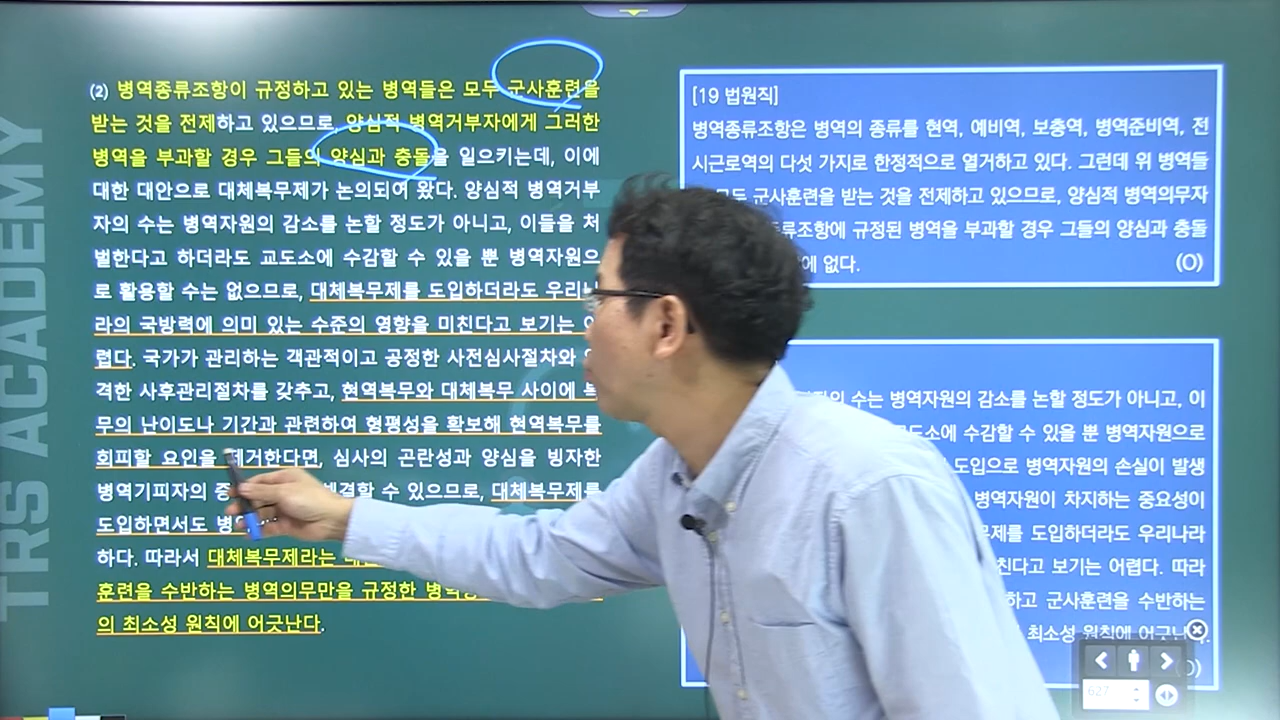 TRS ACADEMY
(2) 병역종류조항이 규정하고 있는 병역들은 모두 군사훈련을
받는 것을 전제하고 있으므로, 양심적 병역거부자에게 그러한
병역을 부과할 경우 그들의 양심과 충돌을 일으키는데, 이에
대한 대안으로 대체복무제가 논의되어 왔다. 양심적 병역거부
자의 수는 병역자원의 감소를 논할 정도가 아니고, 이들을 처
벌한다고 하더라도 교도소에 수감할 수 있을 뿐 병역자원으
로 활용할 수는 없으므로, 대체복무제를 도입하더라도 우리나
라의 국방력에 의미 있는 수준의 영향을 미친다고 보기는
렵다. 국가가 관리하는 객관적이고 공정한 사전심사절차와
격한 사후관리절차를 갖추고, 현역복무와 대체복무 사이에 복
무의 난이도나 기간과 관련하여 형평성을 확보해 현역복무를
회피할 요인을 제거한다면, 심사의 곤란성과 양심을 빙자한
병역기피자의 해결할 수 있으므로, 대체복무제를
도입하면서도
하다. 따라서 대체복무제라는
훈련을 수반하는 병역의무만을 규정한
의 최소성 원칙에 어긋난다.
[19 법원직]
병역종류조항은 병역의 종류를 현역, 예비역, 보충역, 병역준비역, 전
시근로역의 다섯 가지로 한정적으로 열거하고 있다. 그런데 위 병역들
모두 군사훈련을 받는 것을 전제하고 있으므로, 양심적 병역의무자
규정된 병역을 부과할 경우 그들의 양심과 충돌
없다. (O)
수는 병역자원의 감소를 논할 정도가 아니고, 이
수감할 수 있을 뿐 병역자원으로
도입으로 병역자원의 손실이 발생
병역자원이 차지하는 중요성이
도입하더라도 우리나라
보기는 어렵다. 따라
군사훈련을 수반하는
최소성 원칙에
627